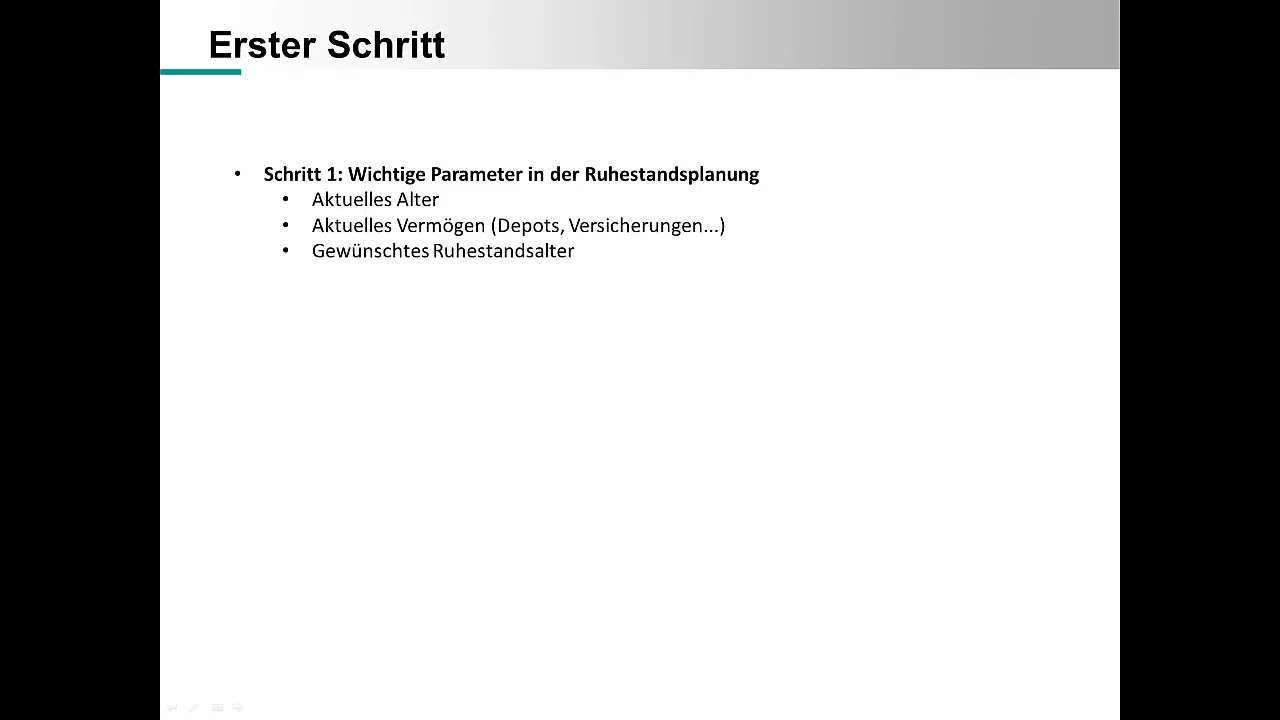 Erster Schritt
• Schritt 1: Wichtige Parameter in der Ruhestandsplanung
• Aktuelles Alter
• Aktuelles Vermögen (Depots, Versicherungen...)
• Gewünschtes Ruhestandsalter